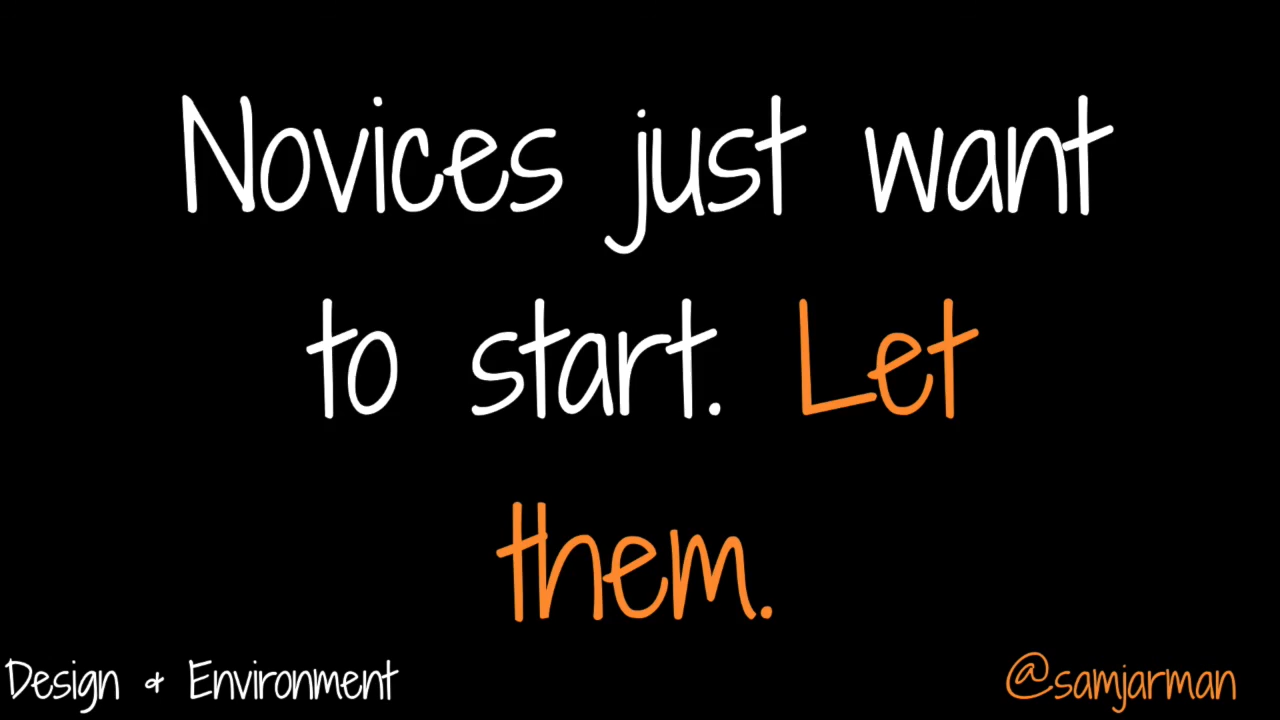 Novices just want
to start. Let
them.
Design & Environment
@samjarman